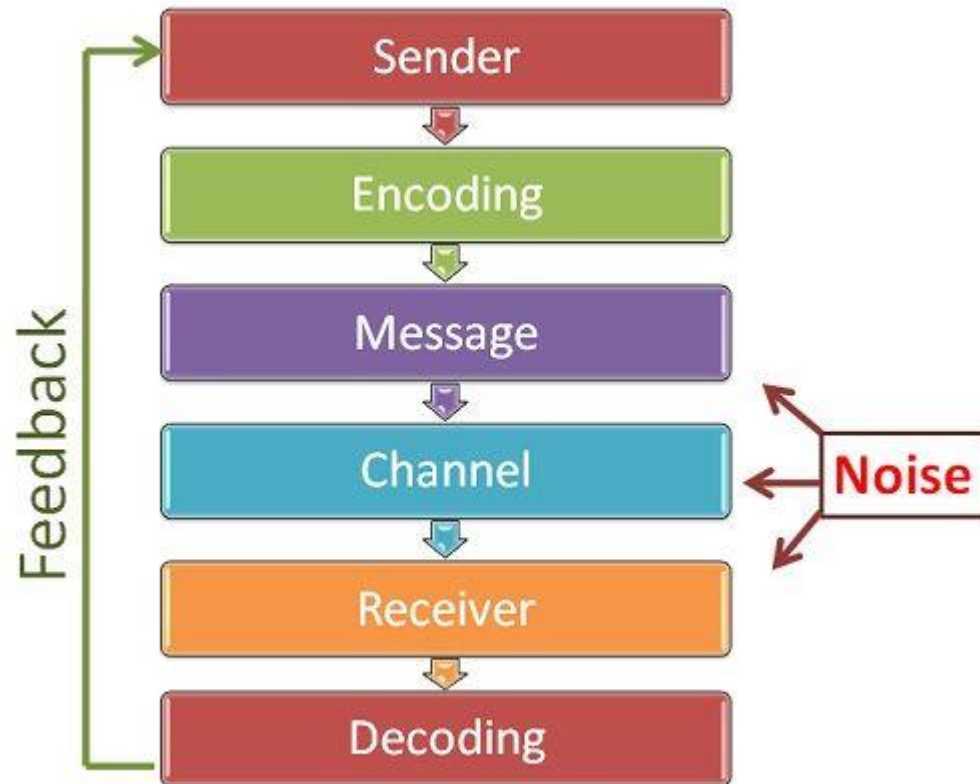 Sender
Encoding
Message
Channel
Receiver
Decoding
Feedback
Noise